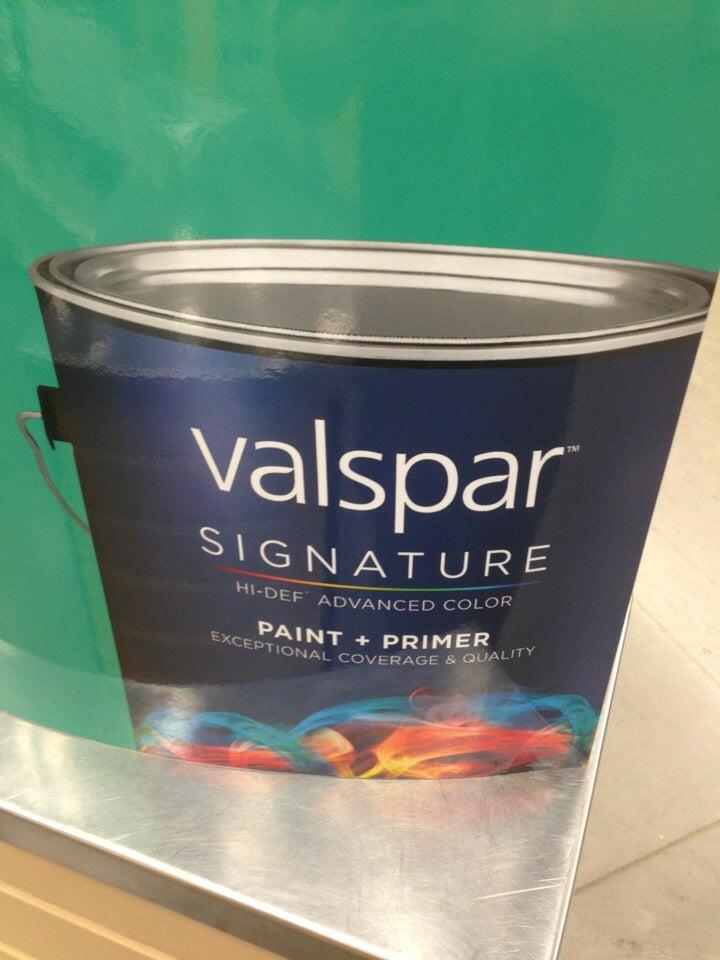 valspar™
SIGNATURE
HI-DEF® ADVANCED COLOR
PAINT + PRIMER
EXCEPTIONAL COVERAGE & QUALITY